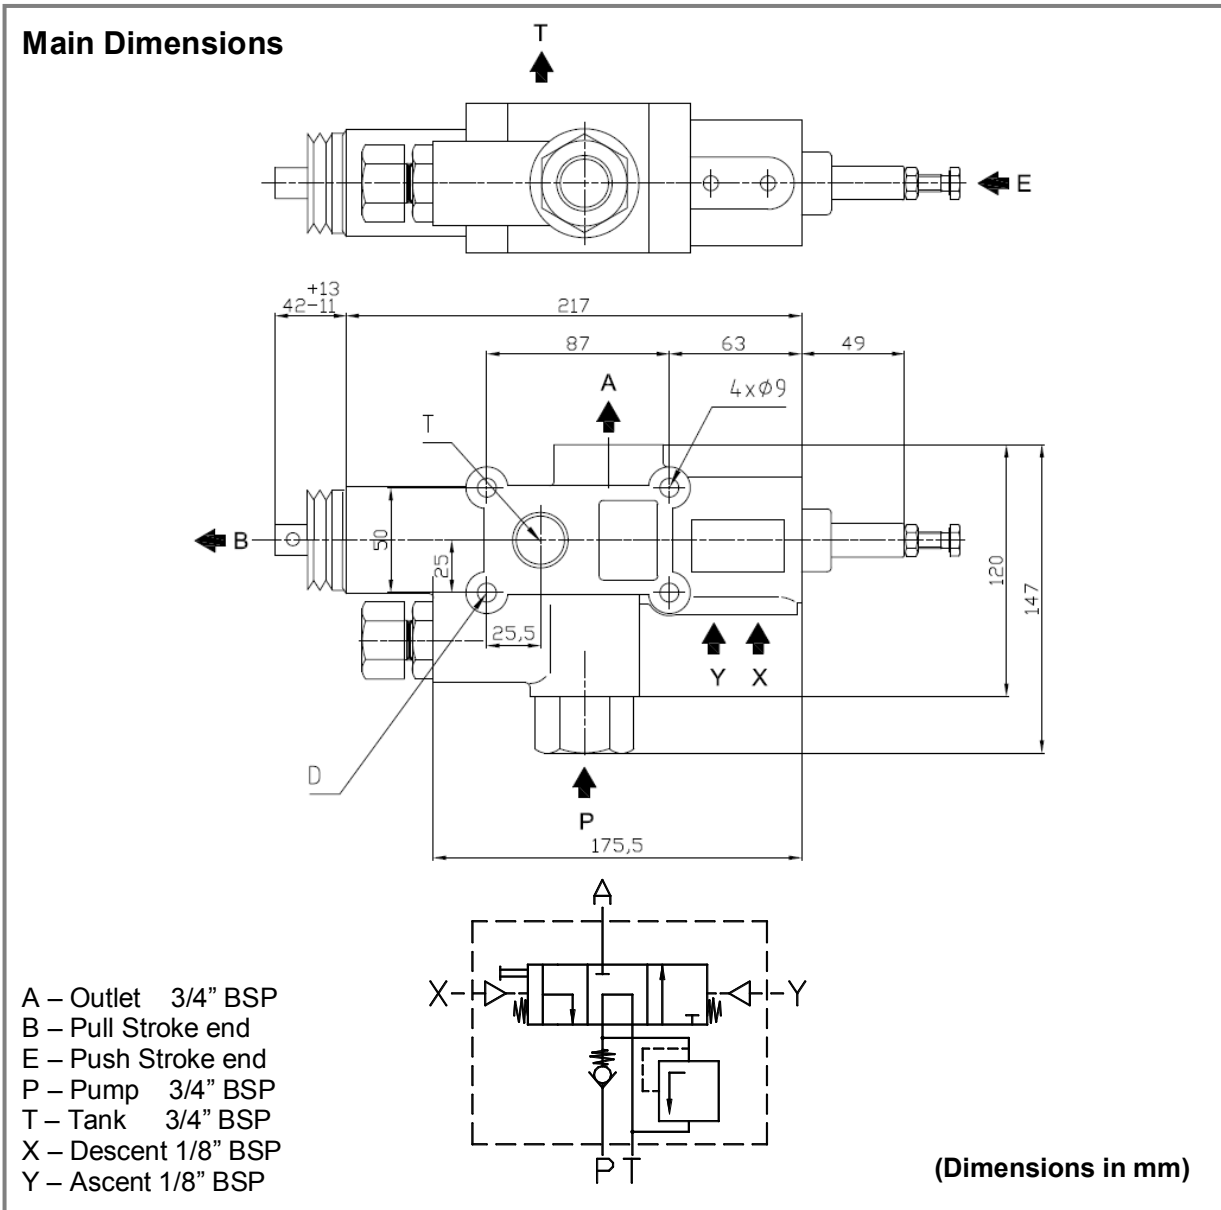 Main Dimensions
T
E
+13
42-11
217
87
63
49
A
4xφ9
T
B
50
25
25,5
120
147
Y
X
D
P
175,5
A
X
Y
P
T
A – Outlet 3/4” BSP
B – Pull Stroke end
E – Push Stroke end
P – Pump 3/4” BSP
T – Tank 3/4” BSP
X – Descent 1/8” BSP
Y – Ascent 1/8” BSP
(Dimensions in mm)